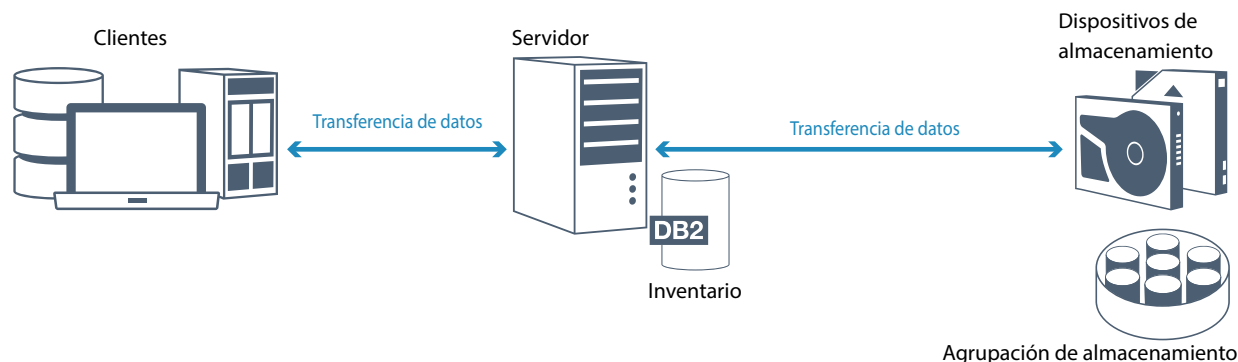 Clientes
Servidor
Dispositivos de
almacenamiento
Transferencia de datos
Transferencia de datos
DB2
Inventario
Agrupación de almacenamiento